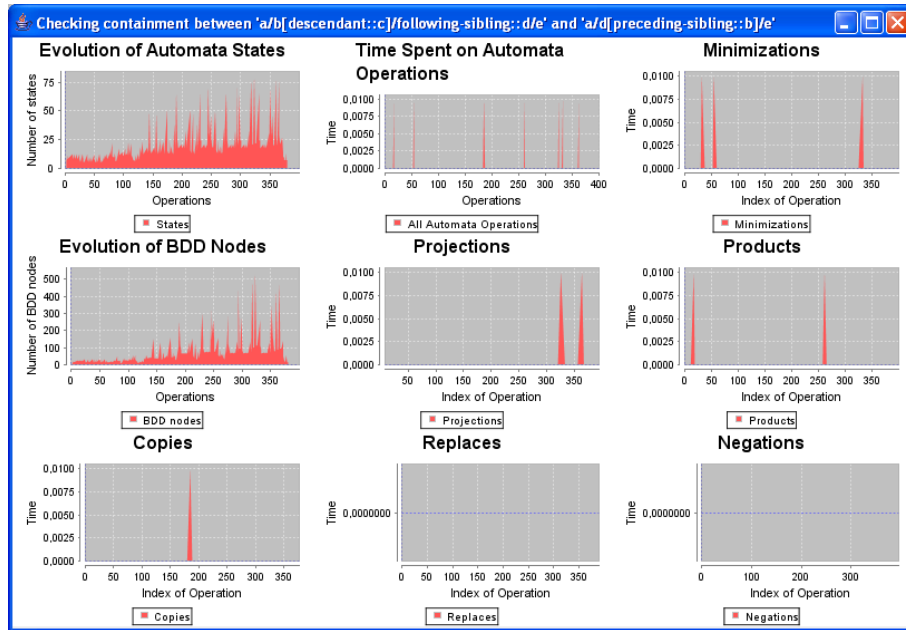 Checking containment between 'a/b[descendant::c]/following-sibling::d/e' and 'a/d[preceding-sibling::b]/e'
Evolution of Automata States
Number of states
75
50
25
0
0 50 100 150 200 250 300 350
Operations
States
Time Spent on Automata
Operations
Time
0,0100
0,0075
0,0050
0,0025
0,0000
0 50 100 150 200 250 300 350 400
Operations
All Automata Operations
Minimizations
Time
0,0100
0,0075
0,0050
0,0025
0,0000
0 50 100 150 200 250 300 350
Index of Operation
Minimizations
Evolution of BDD Nodes
Number of BDD nodes
500
400
300
200
100
0
0 50 100 150 200 250 300 350
Operations
BDD nodes
Projections
Time
0,0100
0,0075
0,0050
0,0025
0,0000
50 100 150 200 250 300 350
Index of Operation
Projections
Products
Time
0,0100
0,0075
0,0050
0,0025
0,0000
0 50 100 150 200 250 300 350
Index of Operation
Products
Copies
Time
0,0100
0,0075
0,0050
0,0025
0,0000
0 50 100 150 200 250 300 350
Index of Operation
Copies
Replaces
Time
0,0000000
0 50 100 150 200 250 300 350
Index of Operation
Replaces
Negations
Time
0,0000000
0 100 200 300
Index of Operation
Negations